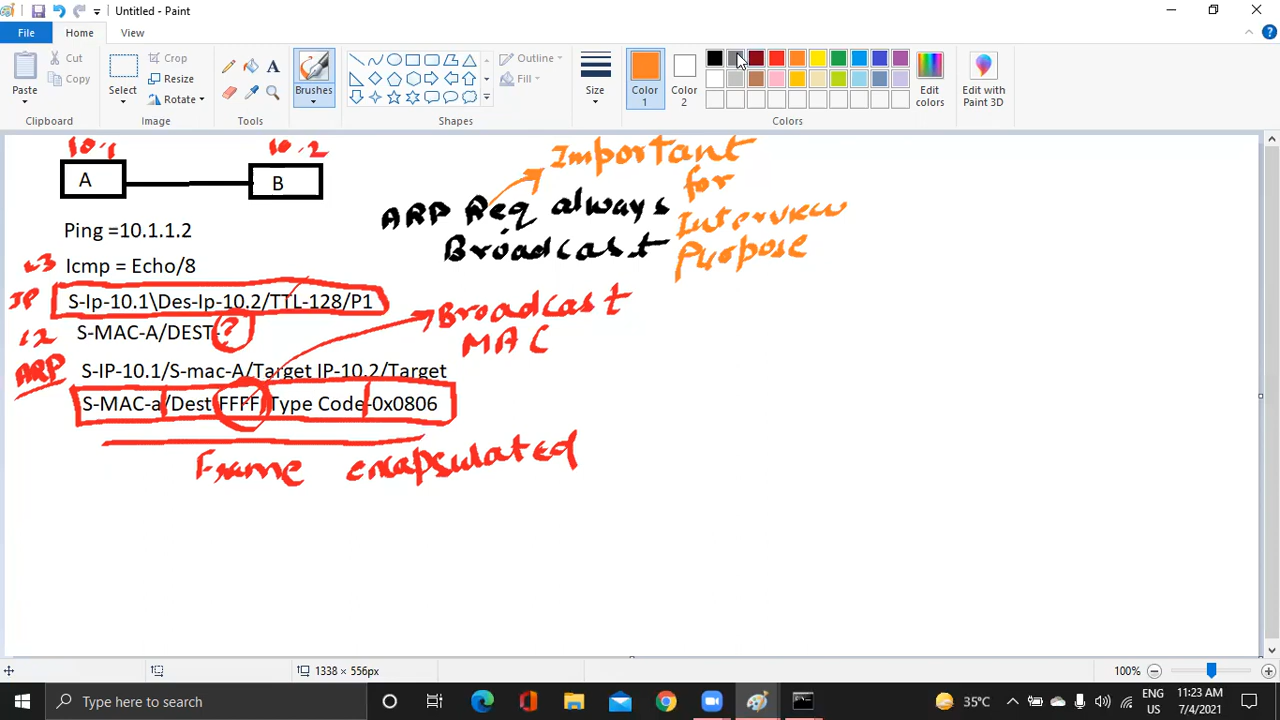 Untitled - Paint
File
Home
View
Paste
Cut
Copy
Clipboard
Select
Crop
Resize
Rotate
Image
Tools
A
Brushes
Outline
Fill
Shapes
Size
Color 1
Color 2
Edit colors
Edit with Paint 3D
Colors
10.1
10.2
A
B
Important
for
Interview
Purpose
ARP Req always
Broadcast
Ping =10.1.1.2
L3
Icmp = Echo/8
IP
S-Ip-10.1\Des-Ip-10.2/TTL-128/P1
Broadcast
MAC
L2
S-MAC-A/DEST-?
ARP
S-IP-10.1/S-mac-A/Target IP-10.2/Target
S-MAC-a/Dest FFFF Type Code-0x0806
Frame encapsulated
1338 × 556px
100%
Type here to search
35°C
ENG
US
11:23 AM
7/4/2021